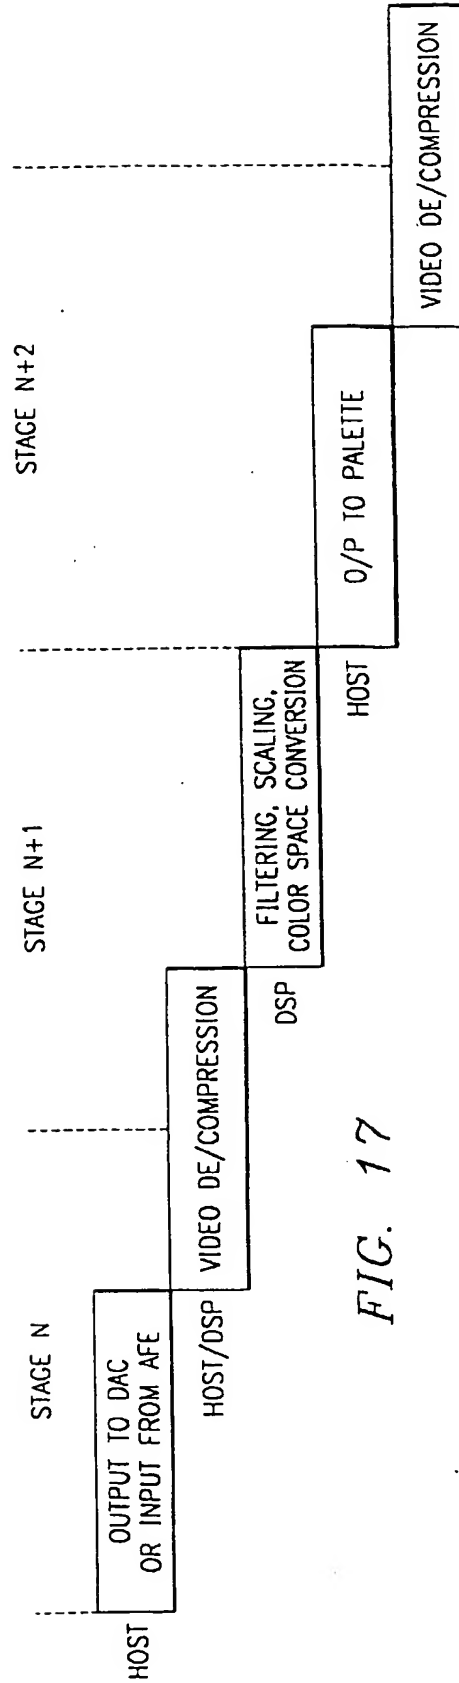 STAGE N
STAGE N+1
STAGE N+2
HOST
OUTPUT TO DAC
OR INPUT FROM AFE
HOST/DSP
VIDEO DE/COMPRESSION
DSP
FILTERING, SCALING,
COLOR SPACE CONVERSION
HOST
O/P TO PALETTE
VIDEO DE/COMPRESSION
FIG. 17